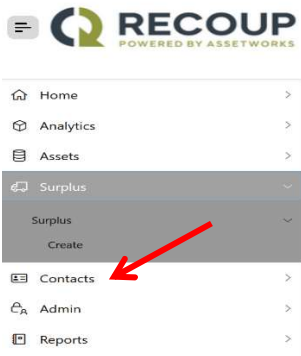 RECOUP
POWERED BY ASSETWORKS
Home
Analytics
Assets
Surplus
Surplus
Create
Contacts
Admin
Reports